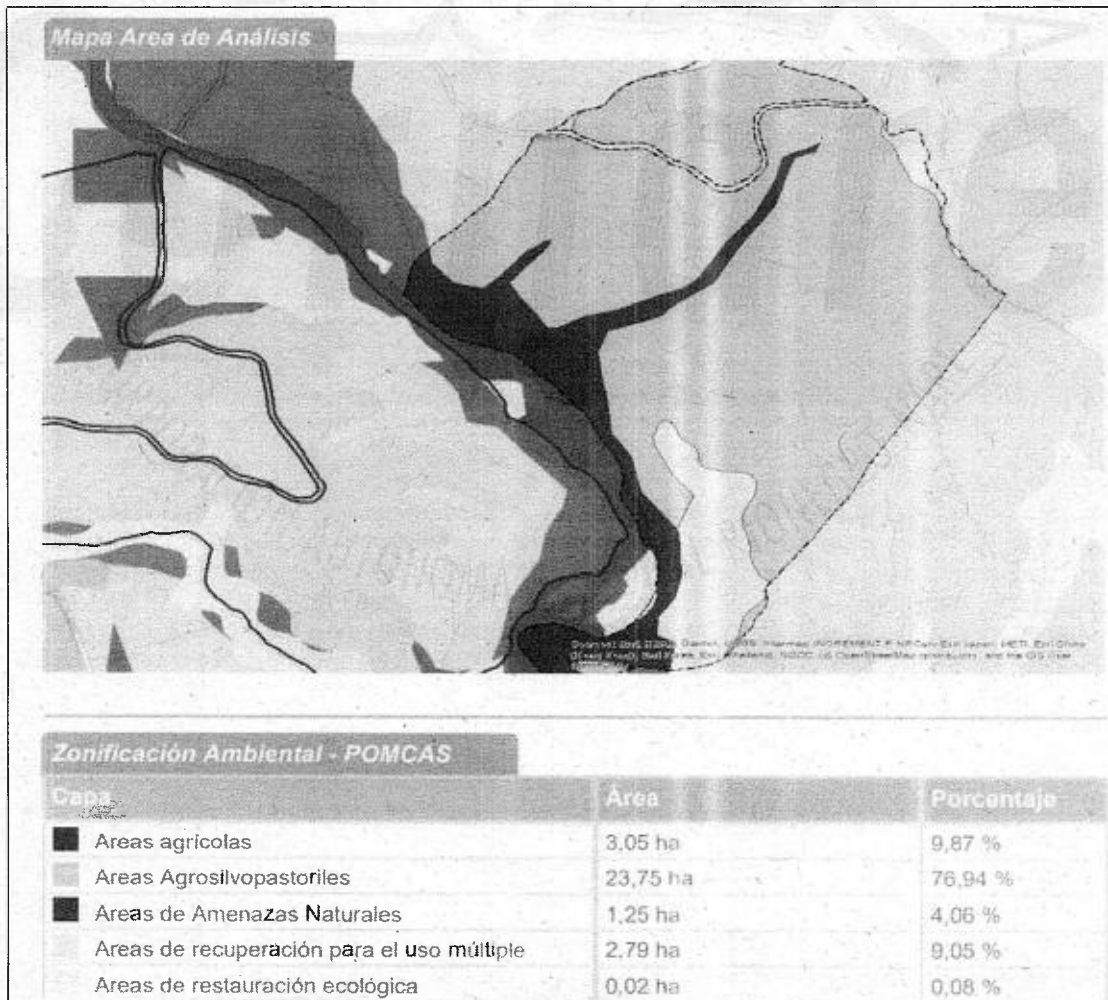 Mapa Area de Análisis
Zonificación Ambiental - POMCAS
Capa Área Porcentaje
Areas agrícolas 3,05 ha 9,87 %
Areas Agrosilvopastoriles 23,75 ha 76,94 %
Areas de Amenazas Naturales 1,25 ha 4,06 %
Areas de recuperación para el uso múltiple 2,79 ha 9,05 %
Areas de restauración ecológica 0,02 ha 0,08 %